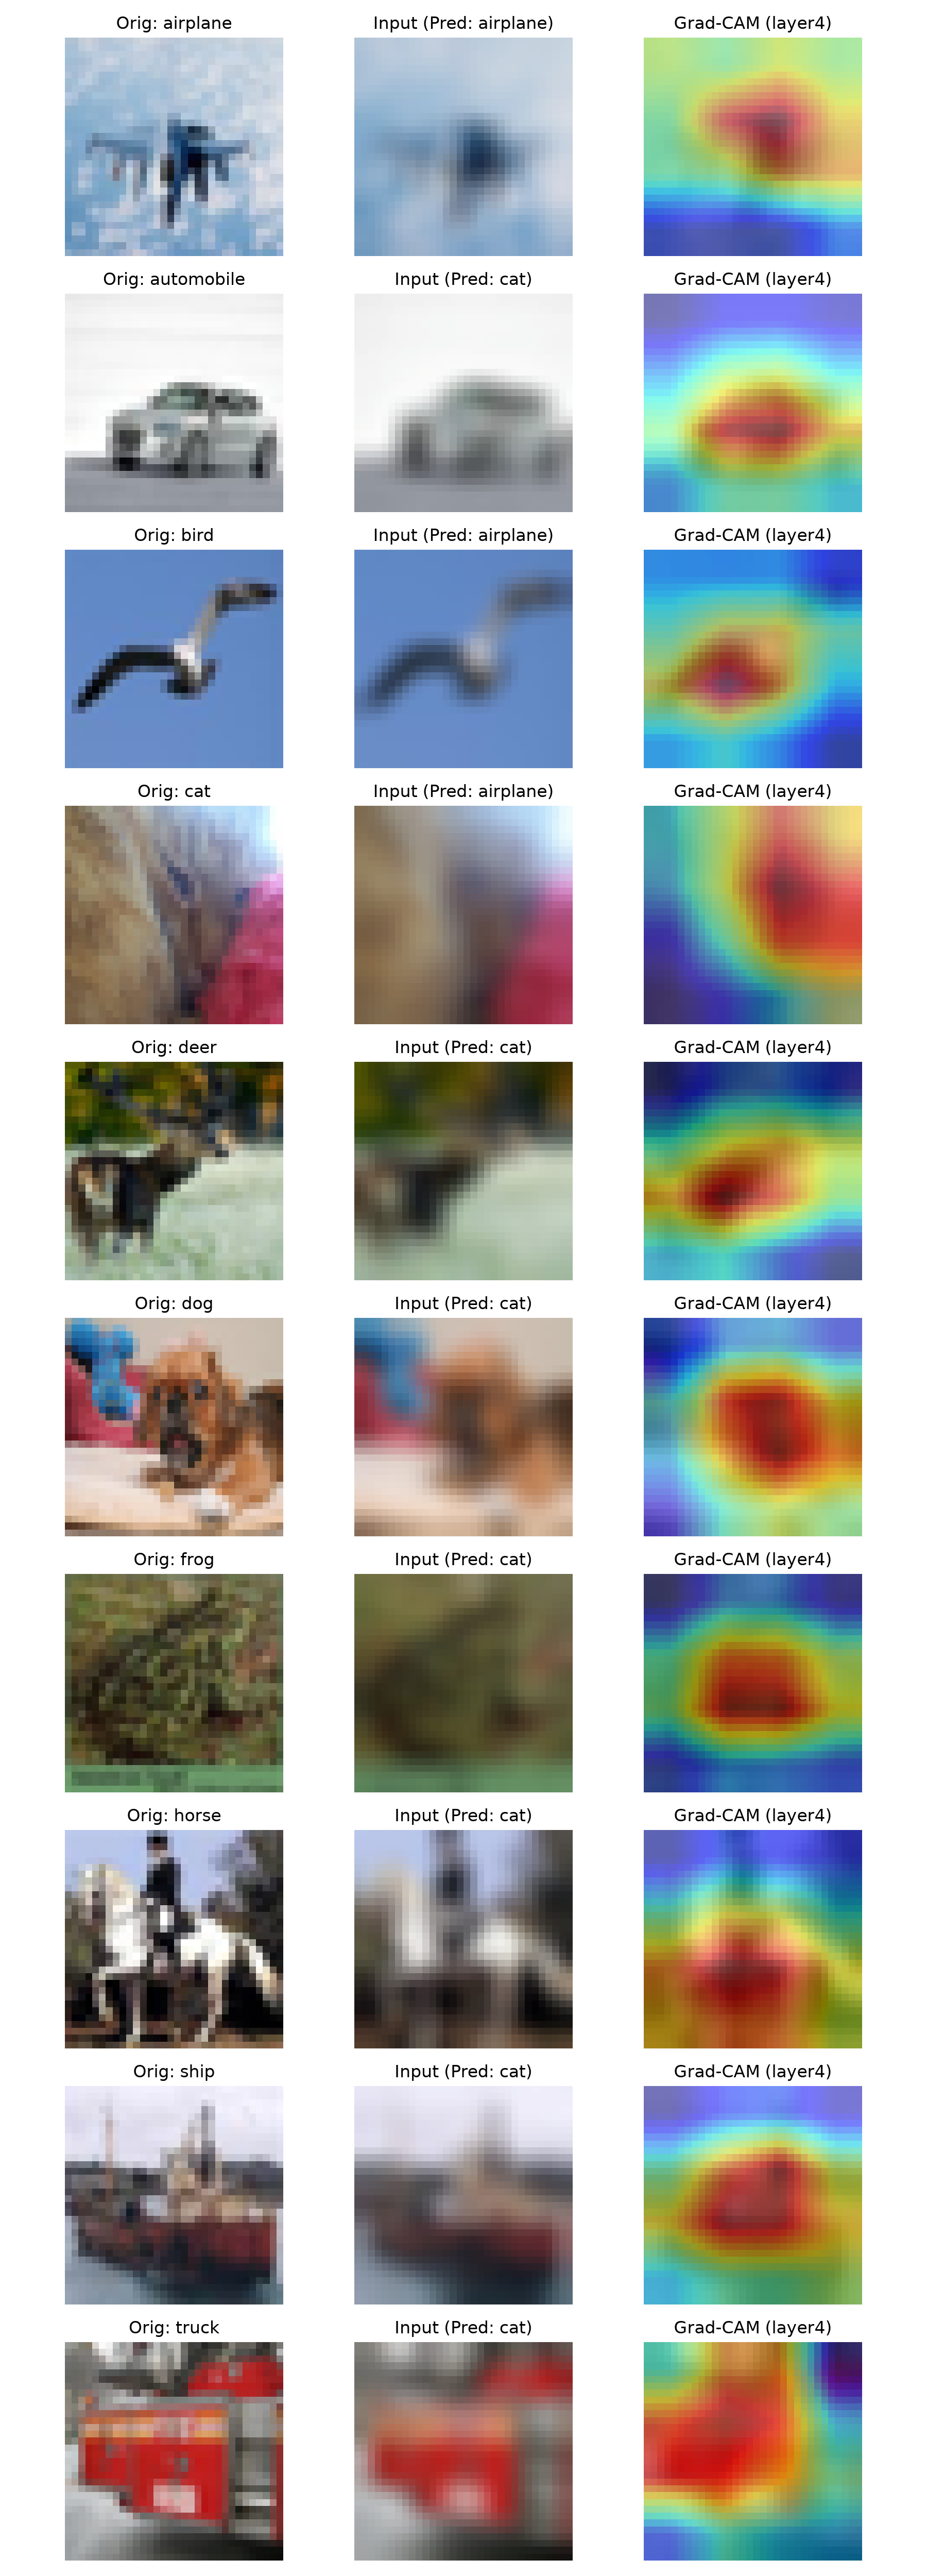 Orig: airplane
Input (Pred: airplane)
Grad-CAM (layer4)
Orig: automobile
Input (Pred: cat)
Grad-CAM (layer4)
Orig: bird
Input (Pred: airplane)
Grad-CAM (layer4)
Orig: cat
Input (Pred: airplane)
Grad-CAM (layer4)
Orig: deer
Input (Pred: cat)
Grad-CAM (layer4)
Orig: dog
Input (Pred: cat)
Grad-CAM (layer4)
Orig: frog
Input (Pred: cat)
Grad-CAM (layer4)
Orig: horse
Input (Pred: cat)
Grad-CAM (layer4)
Orig: ship
Input (Pred: cat)
Grad-CAM (layer4)
Orig: truck
Input (Pred: cat)
Grad-CAM (layer4)